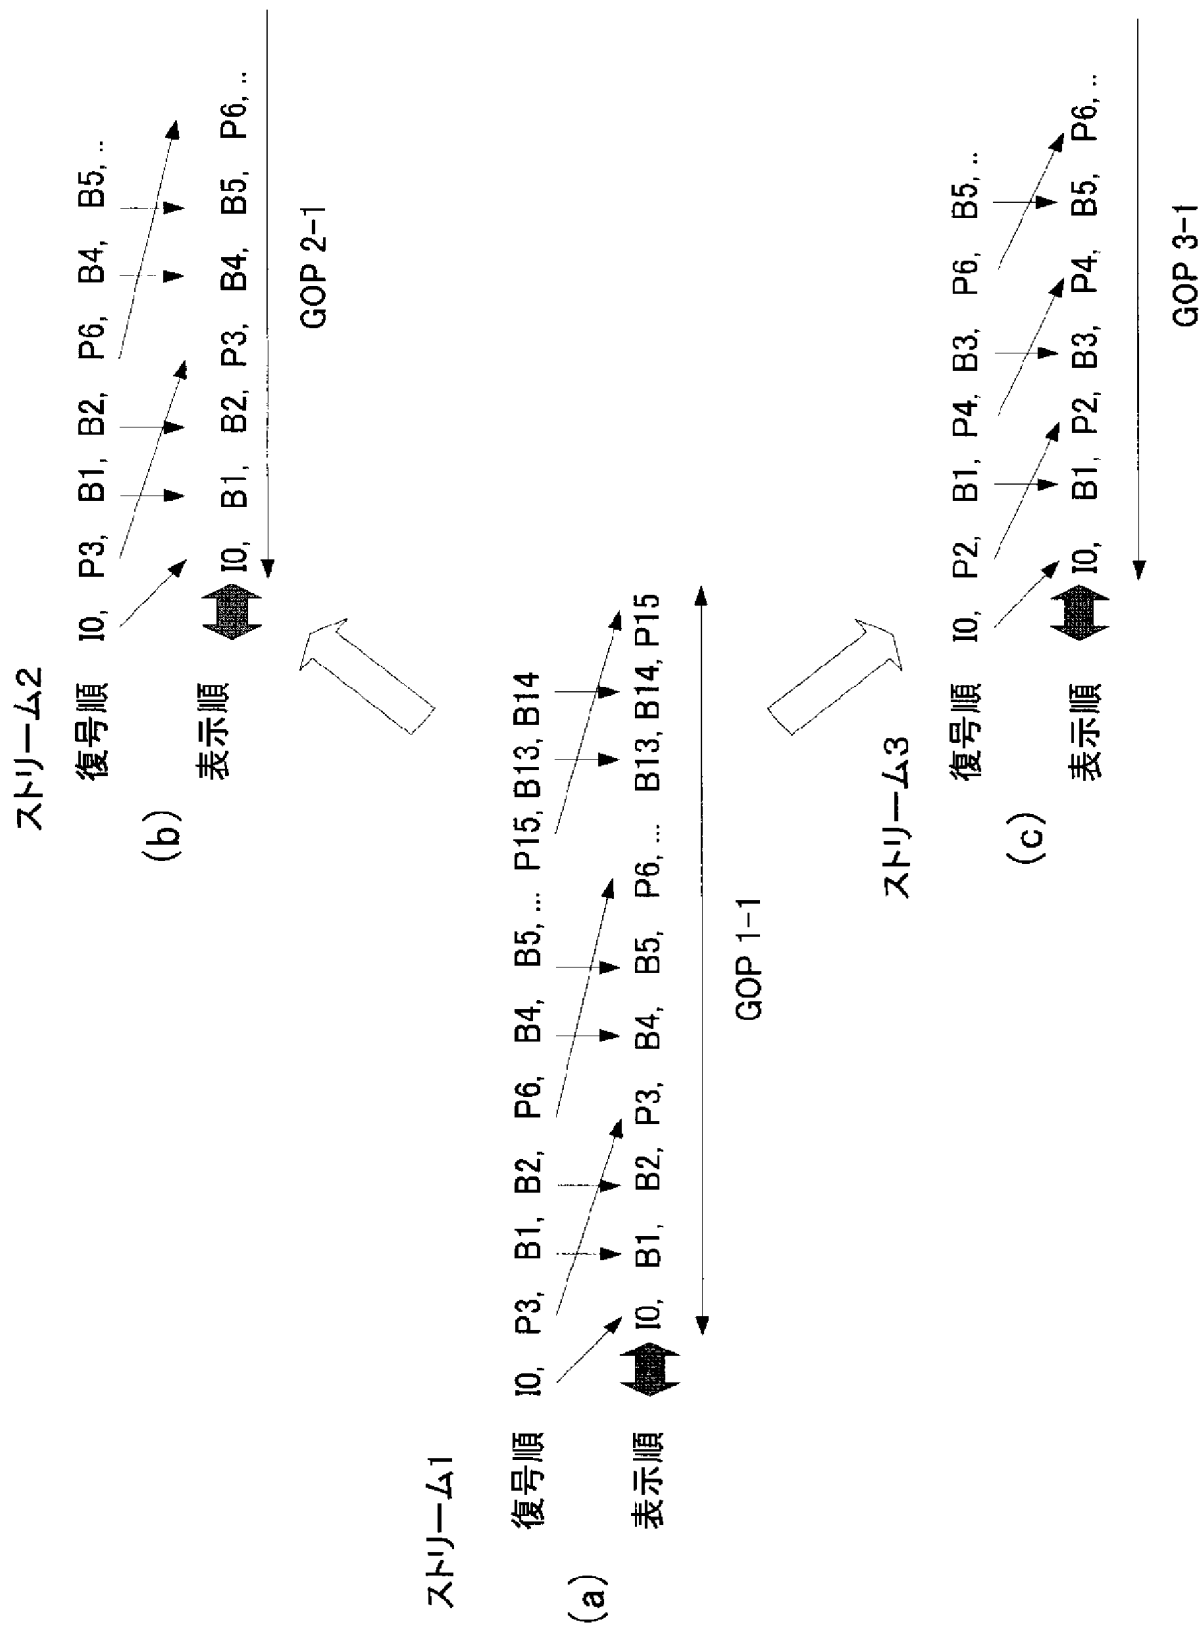 ストリーム1
(a)
復号順 I0, P3, B1, B2, P6, B4, B5, ... P15, B13, B14
表示順 I0, B1, B2, P3, B4, B5, P6, ... B13, B14, P15
GOP 1-1
ストリーム2
(b)
復号順 I0, P3, B1, B2, P6, B4, B5, ..
表示順 I0, B1, B2, P3, B4, B5, P6, ..
GOP 2-1
ストリーム3
(c)
復号順 I0, P2, B1, P4, B3, P6, B5, ..
表示順 I0, B1, P2, B3, P4, B5, P6, ..
GOP 3-1